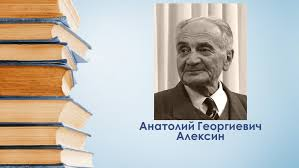 Анатолий Георгиевич
Алексин